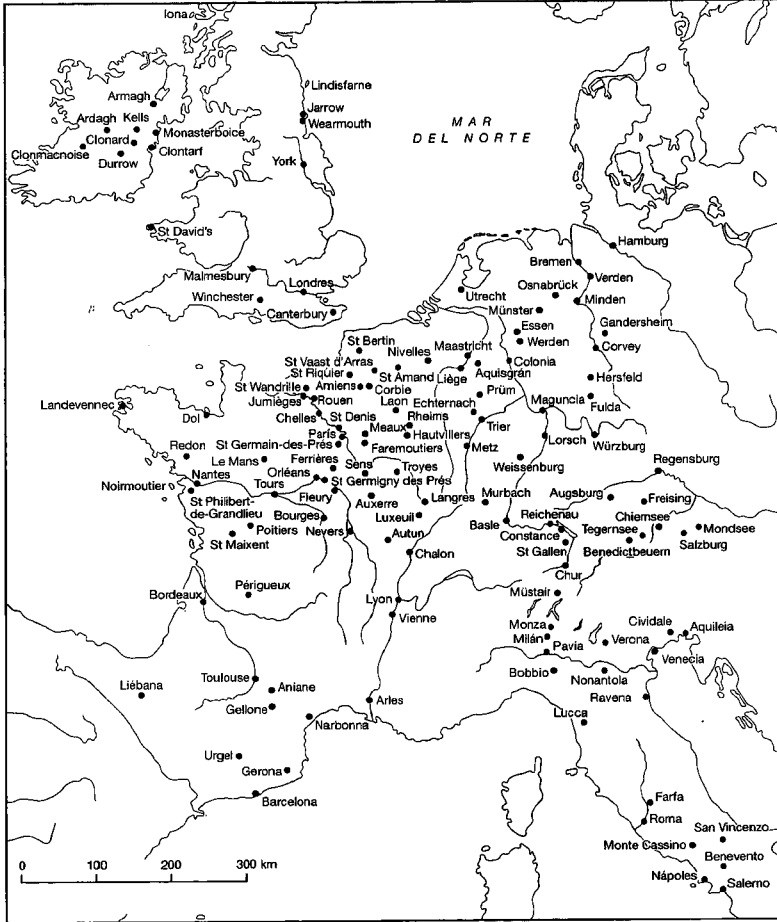 Iona
Lindisfarne
Armagh
Jarrow
Wearmouth
Ardagh
Kells
Monasterboice
Clonard
Clonmacnoise
Durrow
Clontarf
York
MAR
DEL NORTE
St David's
Hamburg
Malmesbury
Londres
Winchester
Canterbury
Bremen
Verden
Osnabrück
Utrecht
Minden
Münster
Gandersheim
Essen
Werden
Corvey
St Bertin
Nivelles
Maastricht
St Vaast d'Arras
St Riquier
St Amand
Aquisgrán
Colonia
Liège
Hersfeld
St Wandrille
Amiens
Corbie
Prüm
Jumièges
Rouen
Laon
Echternach
Maguncia
Fulda
Landevennec
Dol
Chelles
St Denis
Rheims
Trier
París
Meaux
Hautvillers
Lorsch
Würzburg
Redon
St Germain-des-Prés
Faremoutiers
Metz
Le Mans
Ferrières
Sens
Troyes
Weissenburg
Regensburg
Nantes
Orléans
St Germigny des Prés
Noirmoutier
Tours
Fleury
Langres
Murbach
Augsburg
Freising
St Philibert-
de-Grandlieu
Auxerre
Bourges
Luxeuil
Reichenau
Chiemsee
Poitiers
Nevers
Basle
Tegernsee
Mondsee
St Maixent
Autun
Constance
Salzburg
Chalon
St Gallen
Benedictbeuern
Chur
Périgueux
Müstair
Bordeaux
Lyon
Vienne
Monza
Cividale
Aquileia
Milán
Verona
Pavia
Venecia
Toulouse
Bobbio
Nonantola
Liébana
Aniane
Ravena
Gellone
Arles
Lucca
Narbonna
Urgel
Gerona
Barcelona
Farfa
Roma
San Vincenzo
Monte Cassino
Benevento
0 100 200 300 km
Nápoles
Salerno